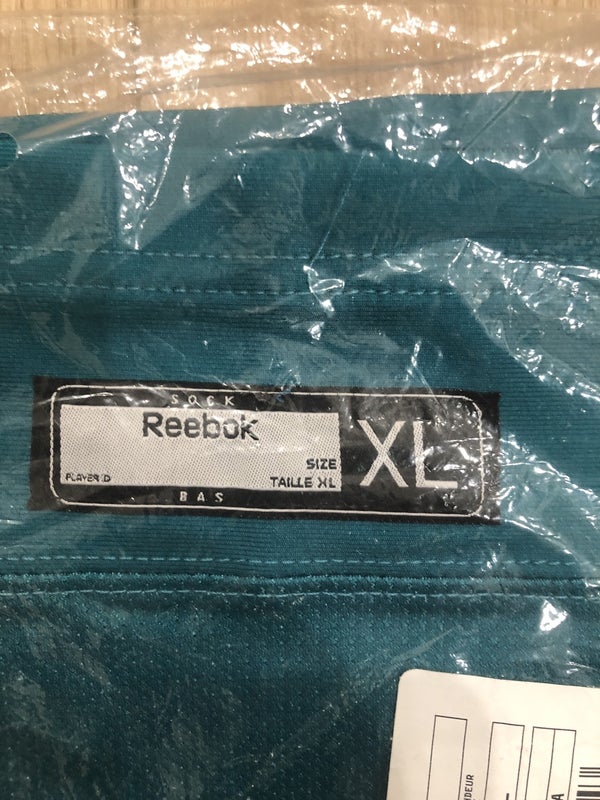 SOCK
Reebok
SIZE
TAILLE XL
PLAYER ID
BAS
XL